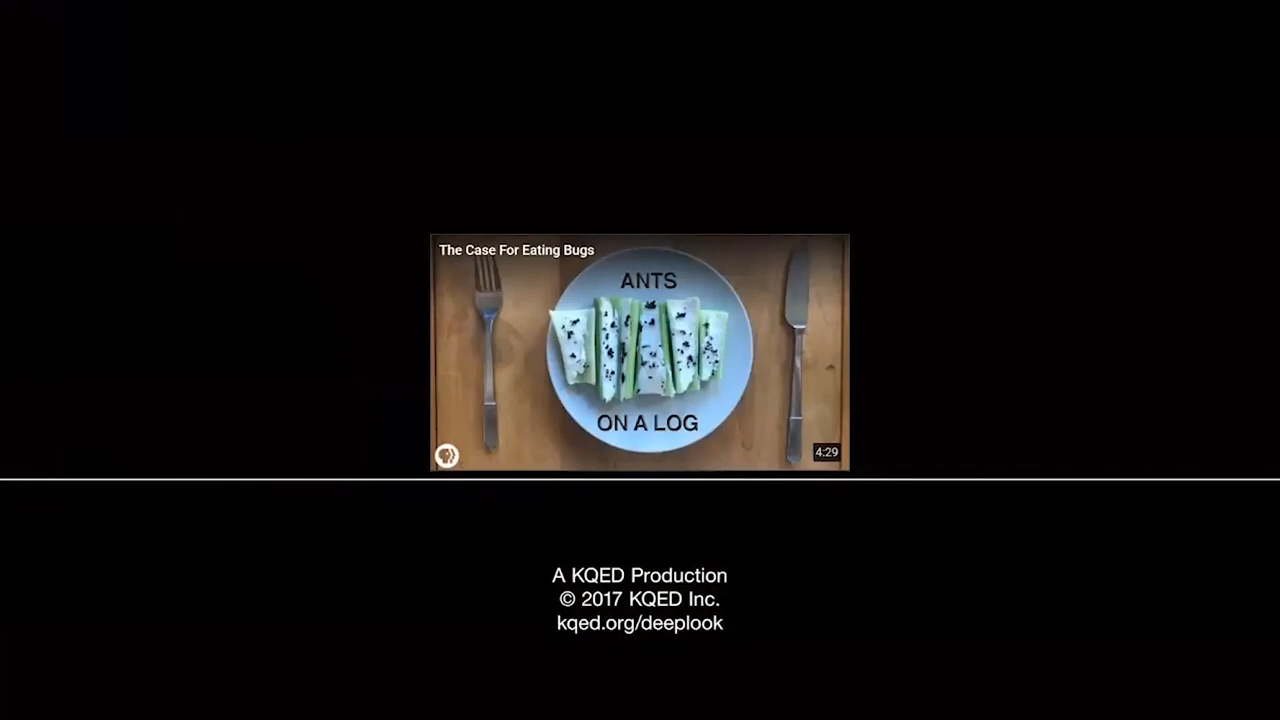 The Case For Eating Bugs
ANTS
ON A LOG
4:29
A KQED Production
© 2017 KQED Inc.
kqed.org/deeplook